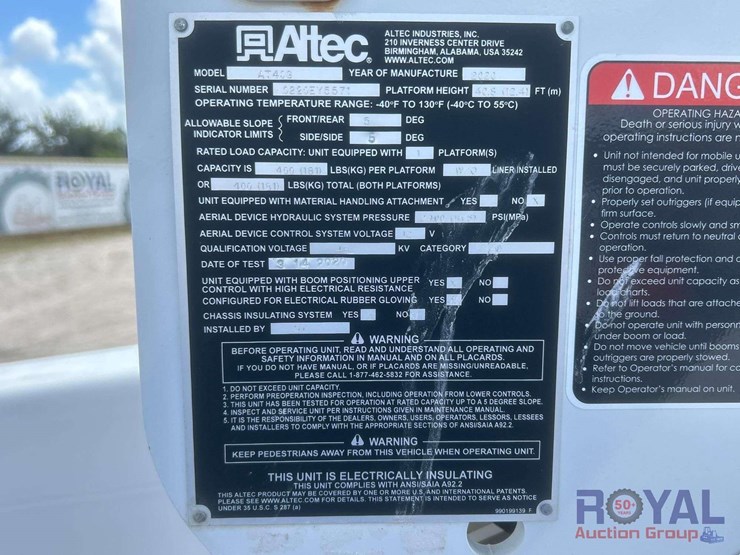 Altec
ALTEC INDUSTRIES, INC.
210 INVERNESS CENTER DRIVE
BIRMINGHAM, ALABAMA, USA 35242
WWW.ALTEC.COM
MODEL YEAR OF MANUFACTURE 2020
SERIAL NUMBER PLATFORM HEIGHT FT (m)
OPERATING TEMPERATURE RANGE: -40°F TO 130°F (-40°C TO 55°C)
ALLOWABLE SLOPE INDICATOR LIMITS
FRONT/REAR 5 DEG
SIDE/SIDE 5 DEG
RATED LOAD CAPACITY: UNIT EQUIPPED WITH 1 PLATFORM(S)
CAPACITY IS 400 (181) LBS(KG) PER PLATFORM LINER INSTALLED
OR 400 (181) LBS(KG) TOTAL (BOTH PLATFORMS)
UNIT EQUIPPED WITH MATERIAL HANDLING ATTACHMENT YES NO X
AERIAL DEVICE HYDRAULIC SYSTEM PRESSURE PSI(MPa)
AERIAL DEVICE CONTROL SYSTEM VOLTAGE V
QUALIFICATION VOLTAGE KV CATEGORY
DATE OF TEST
UNIT EQUIPPED WITH BOOM POSITIONING UPPER
CONTROL WITH HIGH ELECTRICAL RESISTANCE YES NO
CONFIGURED FOR ELECTRICAL RUBBER GLOVING YES NO
CHASSIS INSULATING SYSTEM YES NO
INSTALLED BY
WARNING
BEFORE OPERATING UNIT, READ AND UNDERSTAND ALL OPERATING AND
SAFETY INFORMATION IN MANUAL AND ON ALL PLACARDS.
IF YOU DO NOT HAVE MANUAL, OR IF PLACARDS ARE MISSING/UNREADABLE,
PLEASE CALL 1-877-462-5832 FOR ASSISTANCE.
1. DO NOT EXCEED UNIT CAPACITY.
2. PERFORM PREOPERATION INSPECTION, INCLUDING OPERATION FROM LOWER CONTROLS.
3. THIS UNIT HAS BEEN TESTED FOR OPERATION AT RATED CAPACITY UP TO A 5 DEGREE SLOPE.
4. INSPECT AND SERVICE UNIT PER INSTRUCTIONS GIVEN IN MAINTENANCE MANUAL.
5. IT IS THE RESPONSIBILITY OF THE DEALERS, OWNERS, USERS, OPERATORS, LESSORS, LESSEES
AND INSTALLERS TO COMPLY WITH THE APPROPRIATE SECTIONS OF ANSI/SAIA A92.2.
WARNING
KEEP PEDESTRIANS AWAY FROM THIS VEHICLE WHEN OPERATING UNIT.
THIS UNIT IS ELECTRICALLY INSULATING
THIS UNIT COMPLIES WITH ANSI/SAIA A92.2
THIS ALTEC PRODUCT MAY BE COVERED BY ONE OR MORE U.S. AND INTERNATIONAL PATENTS.
PLEASE SEE WWW.ALTEC.COM FOR DETAILS. THIS STATEMENT IS INTENDED TO SERVE AS NOTICE
UNDER 35 U.S.C. S 287 (a)
990199139 F
DANG
OPERATING HAZA
Death or serious injury w
operating instructions are n
• Unit not intended for mobile u
must be securely parked, drive
disengaged, and unit properly
prior to operation.
• Properly set outriggers (if equip
firm surface.
• Operate controls slowly and sm
• Controls must return to neutral
operation.
• Use proper fall protection and
protective equipment.
• Do not exceed unit capacity as
load charts.
• Do not lift loads that are attache
to the ground.
• Do not operate unit with personn
under boom or load.
• Do not move vehicle until booms
outriggers are properly stowed.
• Refer to Operator's manual for co
instructions.
• Keep Operator's manual on unit.
ROYAL
ROYAL
50+
YEARS
Auction Group